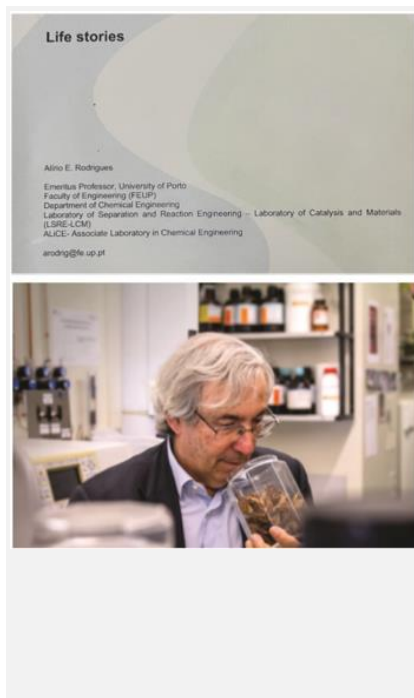 Life stories
Alírio E. Rodrigues
Emeritus Professor, University of Porto
Faculty of Engineering (FEUP)
Department of Chemical Engineering
Laboratory of Separation and Reaction Engineering – Laboratory of Catalysis and Materials
(LSRE-LCM)
ALiCE- Associate Laboratory in Chemical Engineering
arodrig@fe.up.pt